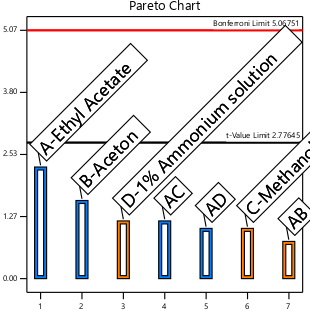 Pareto Chart
Bonferroni Limit 5.06751
t-Value Limit 2.77645
5.07
3.80
2.53
1.27
0.00
A-Ethyl Acetate
B-Aceton
D-1% Ammonium solution
AC
AD
C-Methano
AB
1 2 3 4 5 6 7